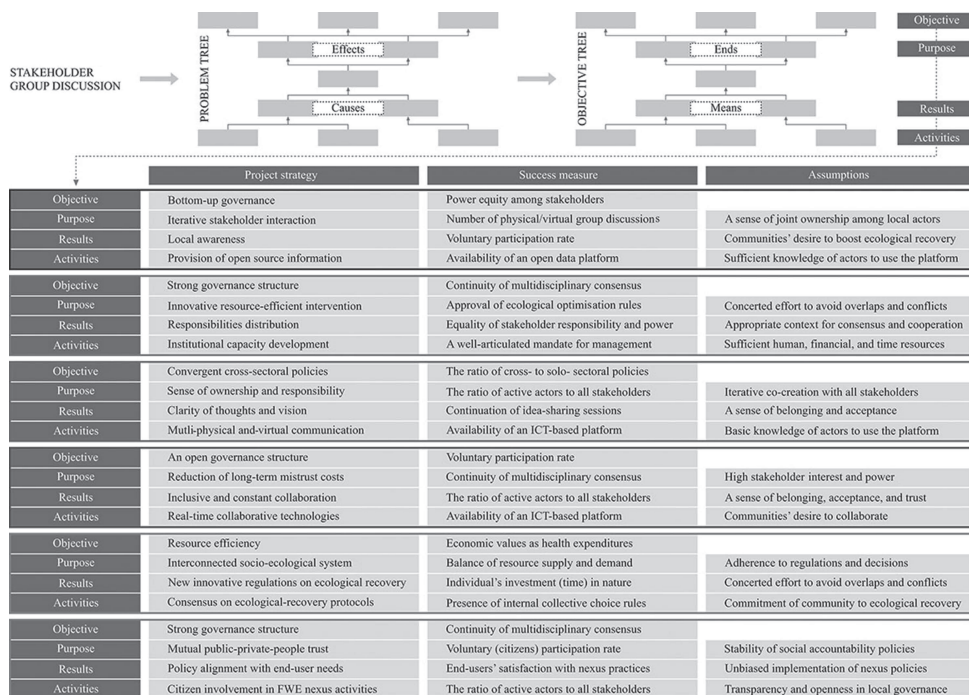 Objective
Effects
Ends
Purpose
STAKEHOLDER
GROUP DISCUSSION
PROBLEM TREE
OBJECTIVE TREE
Causes
Means
Results
Activities
Project strategy Success measure Assumptions
Objective Bottom-up governance Power equity among stakeholders
Purpose Iterative stakeholder interaction Number of physical/virtual group discussions A sense of joint ownership among local actors
Results Local awareness Voluntary participation rate Communities' desire to boost ecological recovery
Activities Provision of open source information Availability of an open data platform Sufficient knowledge of actors to use the platform
Objective Strong governance structure Continuity of multidisciplinary consensus
Purpose Innovative resource-efficient intervention Approval of ecological optimisation rules Concerted effort to avoid overlaps and conflicts
Results Responsibilities distribution Equality of stakeholder responsibility and power Appropriate context for consensus and cooperation
Activities Institutional capacity development A well-articulated mandate for management Sufficient human, financial, and time resources
Objective Convergent cross-sectoral policies The ratio of cross- to solo- sectoral policies
Purpose Sense of ownership and responsibility The ratio of active actors to all stakeholders Iterative co-creation with all stakeholders
Results Clarity of thoughts and vision Continuation of idea-sharing sessions A sense of belonging and acceptance
Activities Mutli-physical and-virtual communication Availability of an ICT-based platform Basic knowledge of actors to use the platform
Objective An open governance structure Voluntary participation rate
Purpose Reduction of long-term mistrust costs Continuity of multidisciplinary consensus High stakeholder interest and power
Results Inclusive and constant collaboration The ratio of active actors to all stakeholders A sense of belonging, acceptance, and trust
Activities Real-time collaborative technologies Availability of an ICT-based platform Communities' desire to collaborate
Objective Resource efficiency Economic values as health expenditures
Purpose Interconnected socio-ecological system Balance of resource supply and demand Adherence to regulations and decisions
Results New innovative regulations on ecological recovery Individual's investment (time) in nature Concerted effort to avoid overlaps and conflicts
Activities Consensus on ecological-recovery protocols Presence of internal collective choice rules Commitment of community to ecological recovery
Objective Strong governance structure Continuity of multidisciplinary consensus
Purpose Mutual public-private-people trust Voluntary (citizens) participation rate Stability of social accountability policies
Results Policy alignment with end-user needs End-users' satisfaction with nexus practices Unbiased implementation of nexus policies
Activities Citizen involvement in FWE nexus activities The ratio of active actors to all stakeholders Transparency and openness in local governance